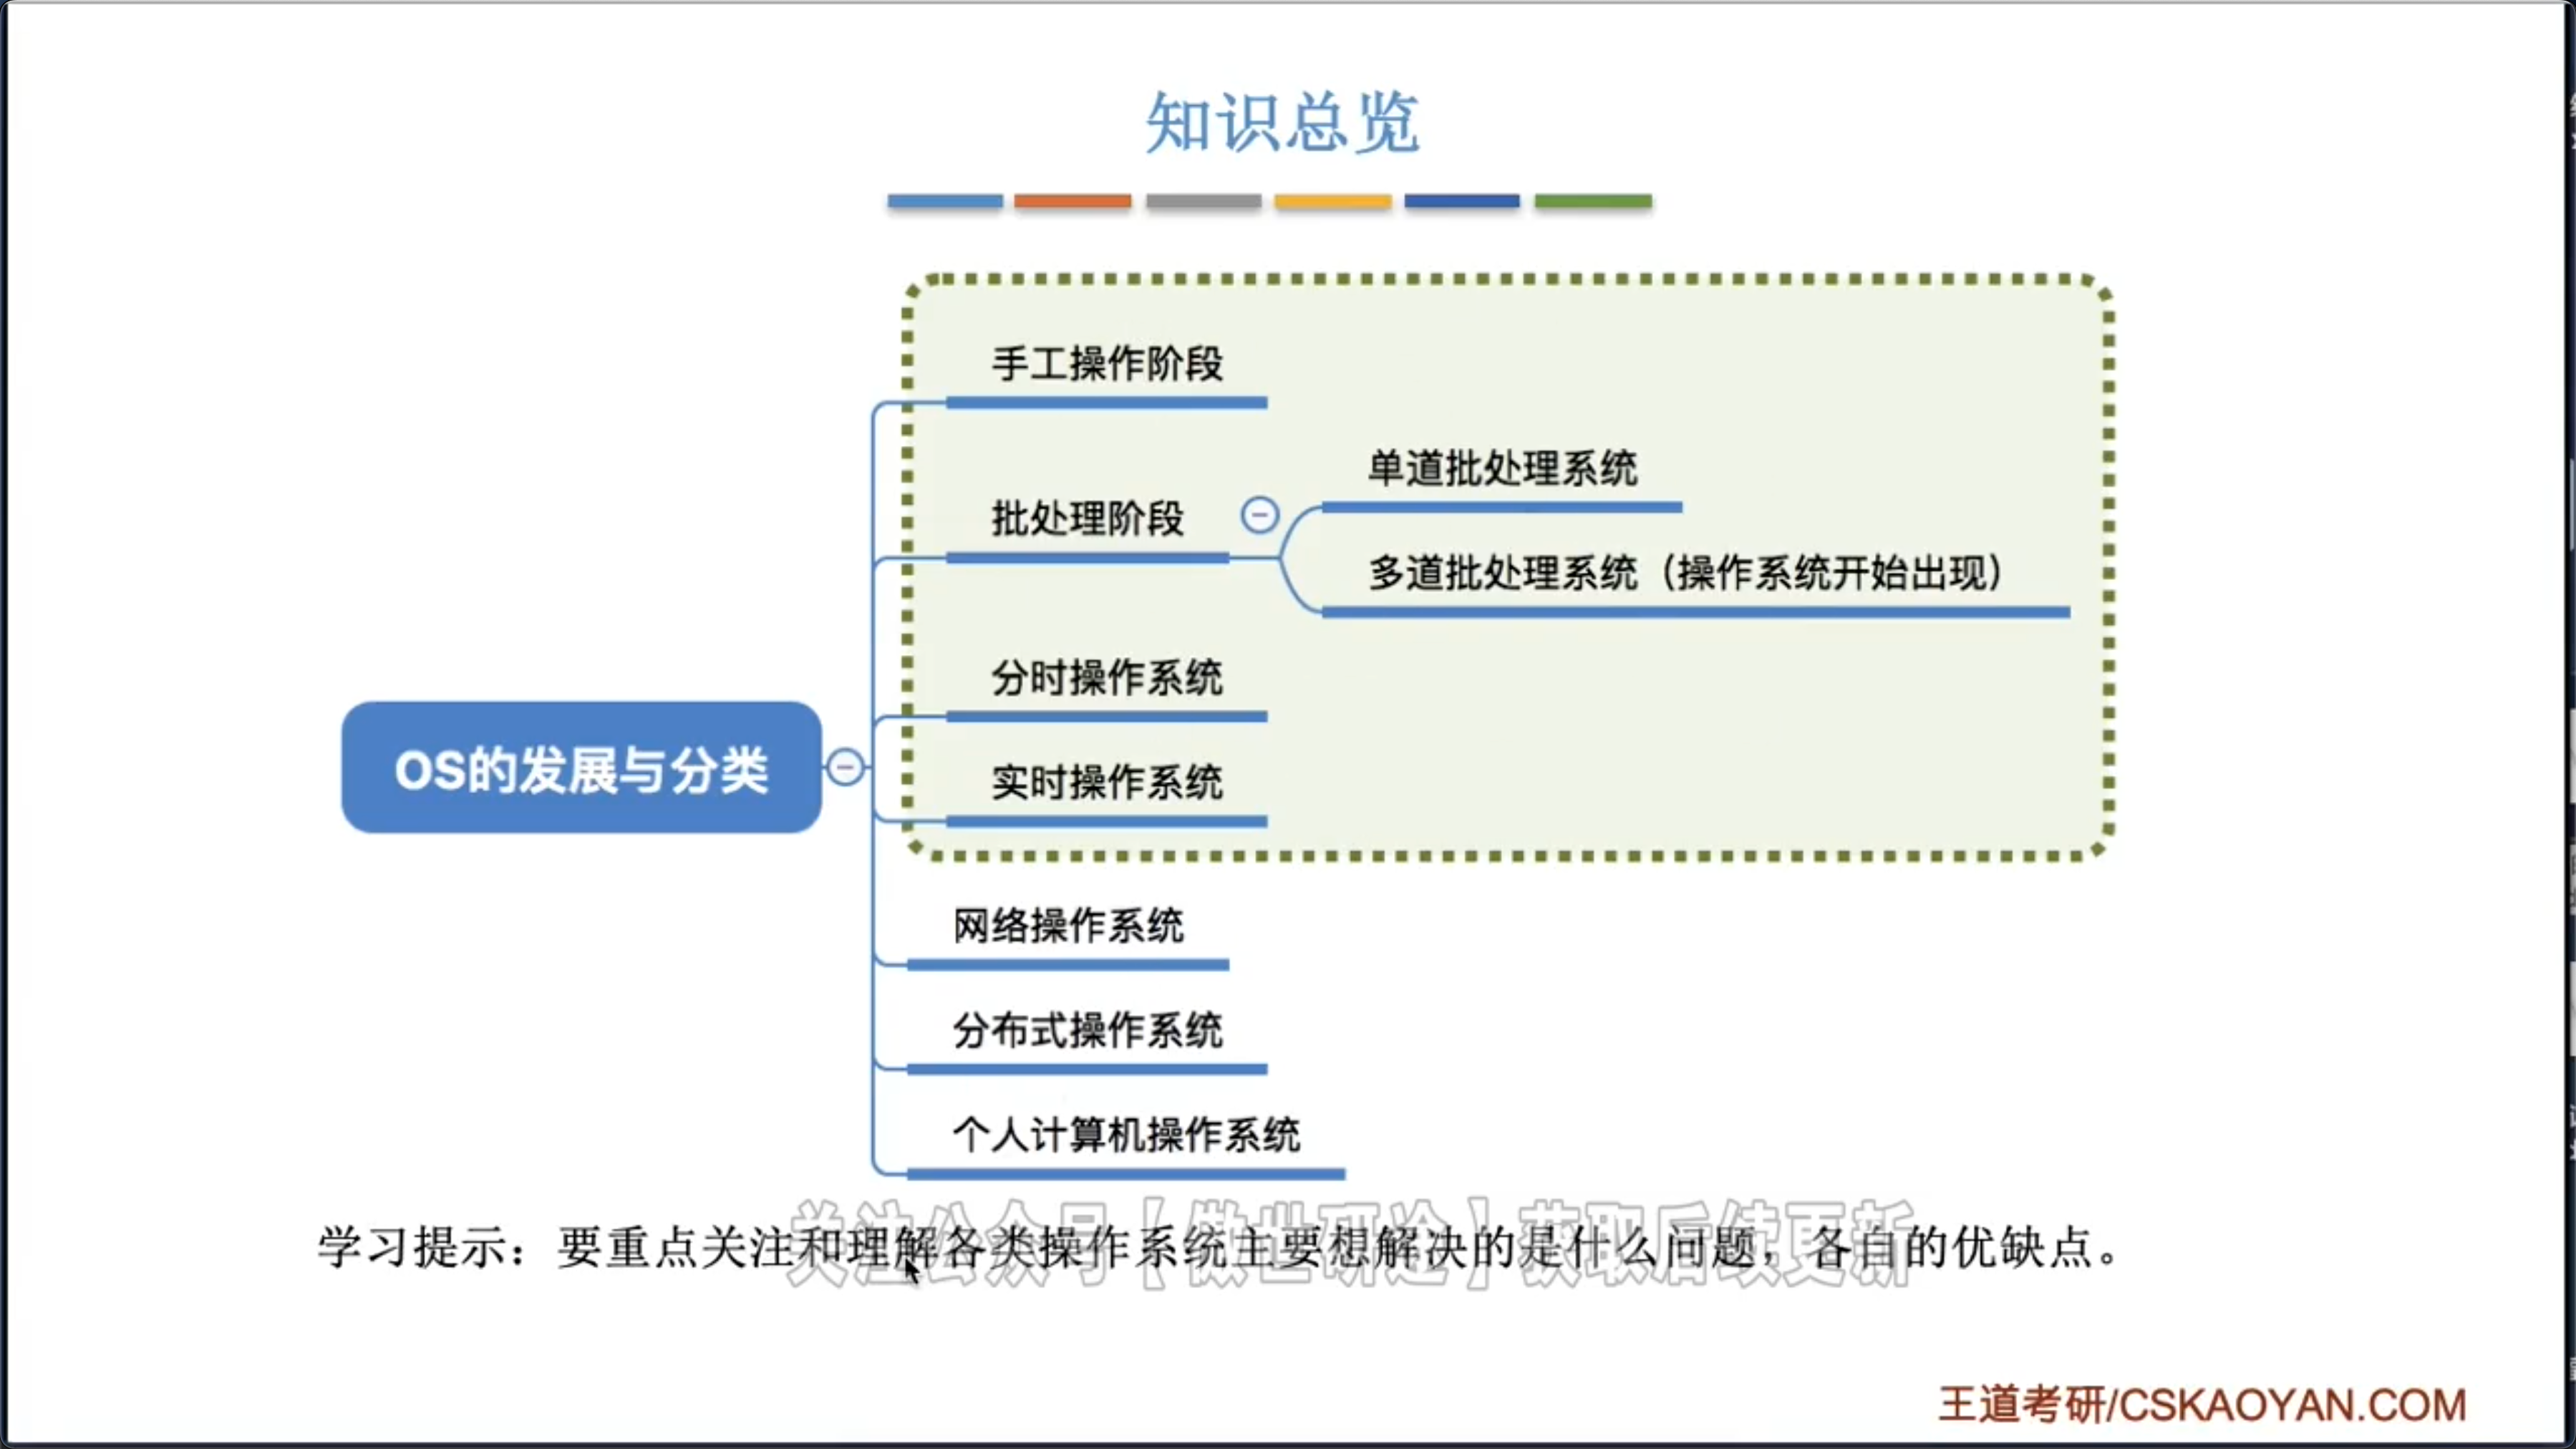 知识总览
手工操作阶段
批处理阶段
单道批处理系统
多道批处理系统（操作系统开始出现）
分时操作系统
实时操作系统
OS的发展与分类
网络操作系统
分布式操作系统
个人计算机操作系统
关注公众号【傲世研途】获取后续更新
学习提示：要重点关注和理解各类操作系统主要想解决的是什么问题，各自的优缺点。
王道考研/CSKAOYAN.COM